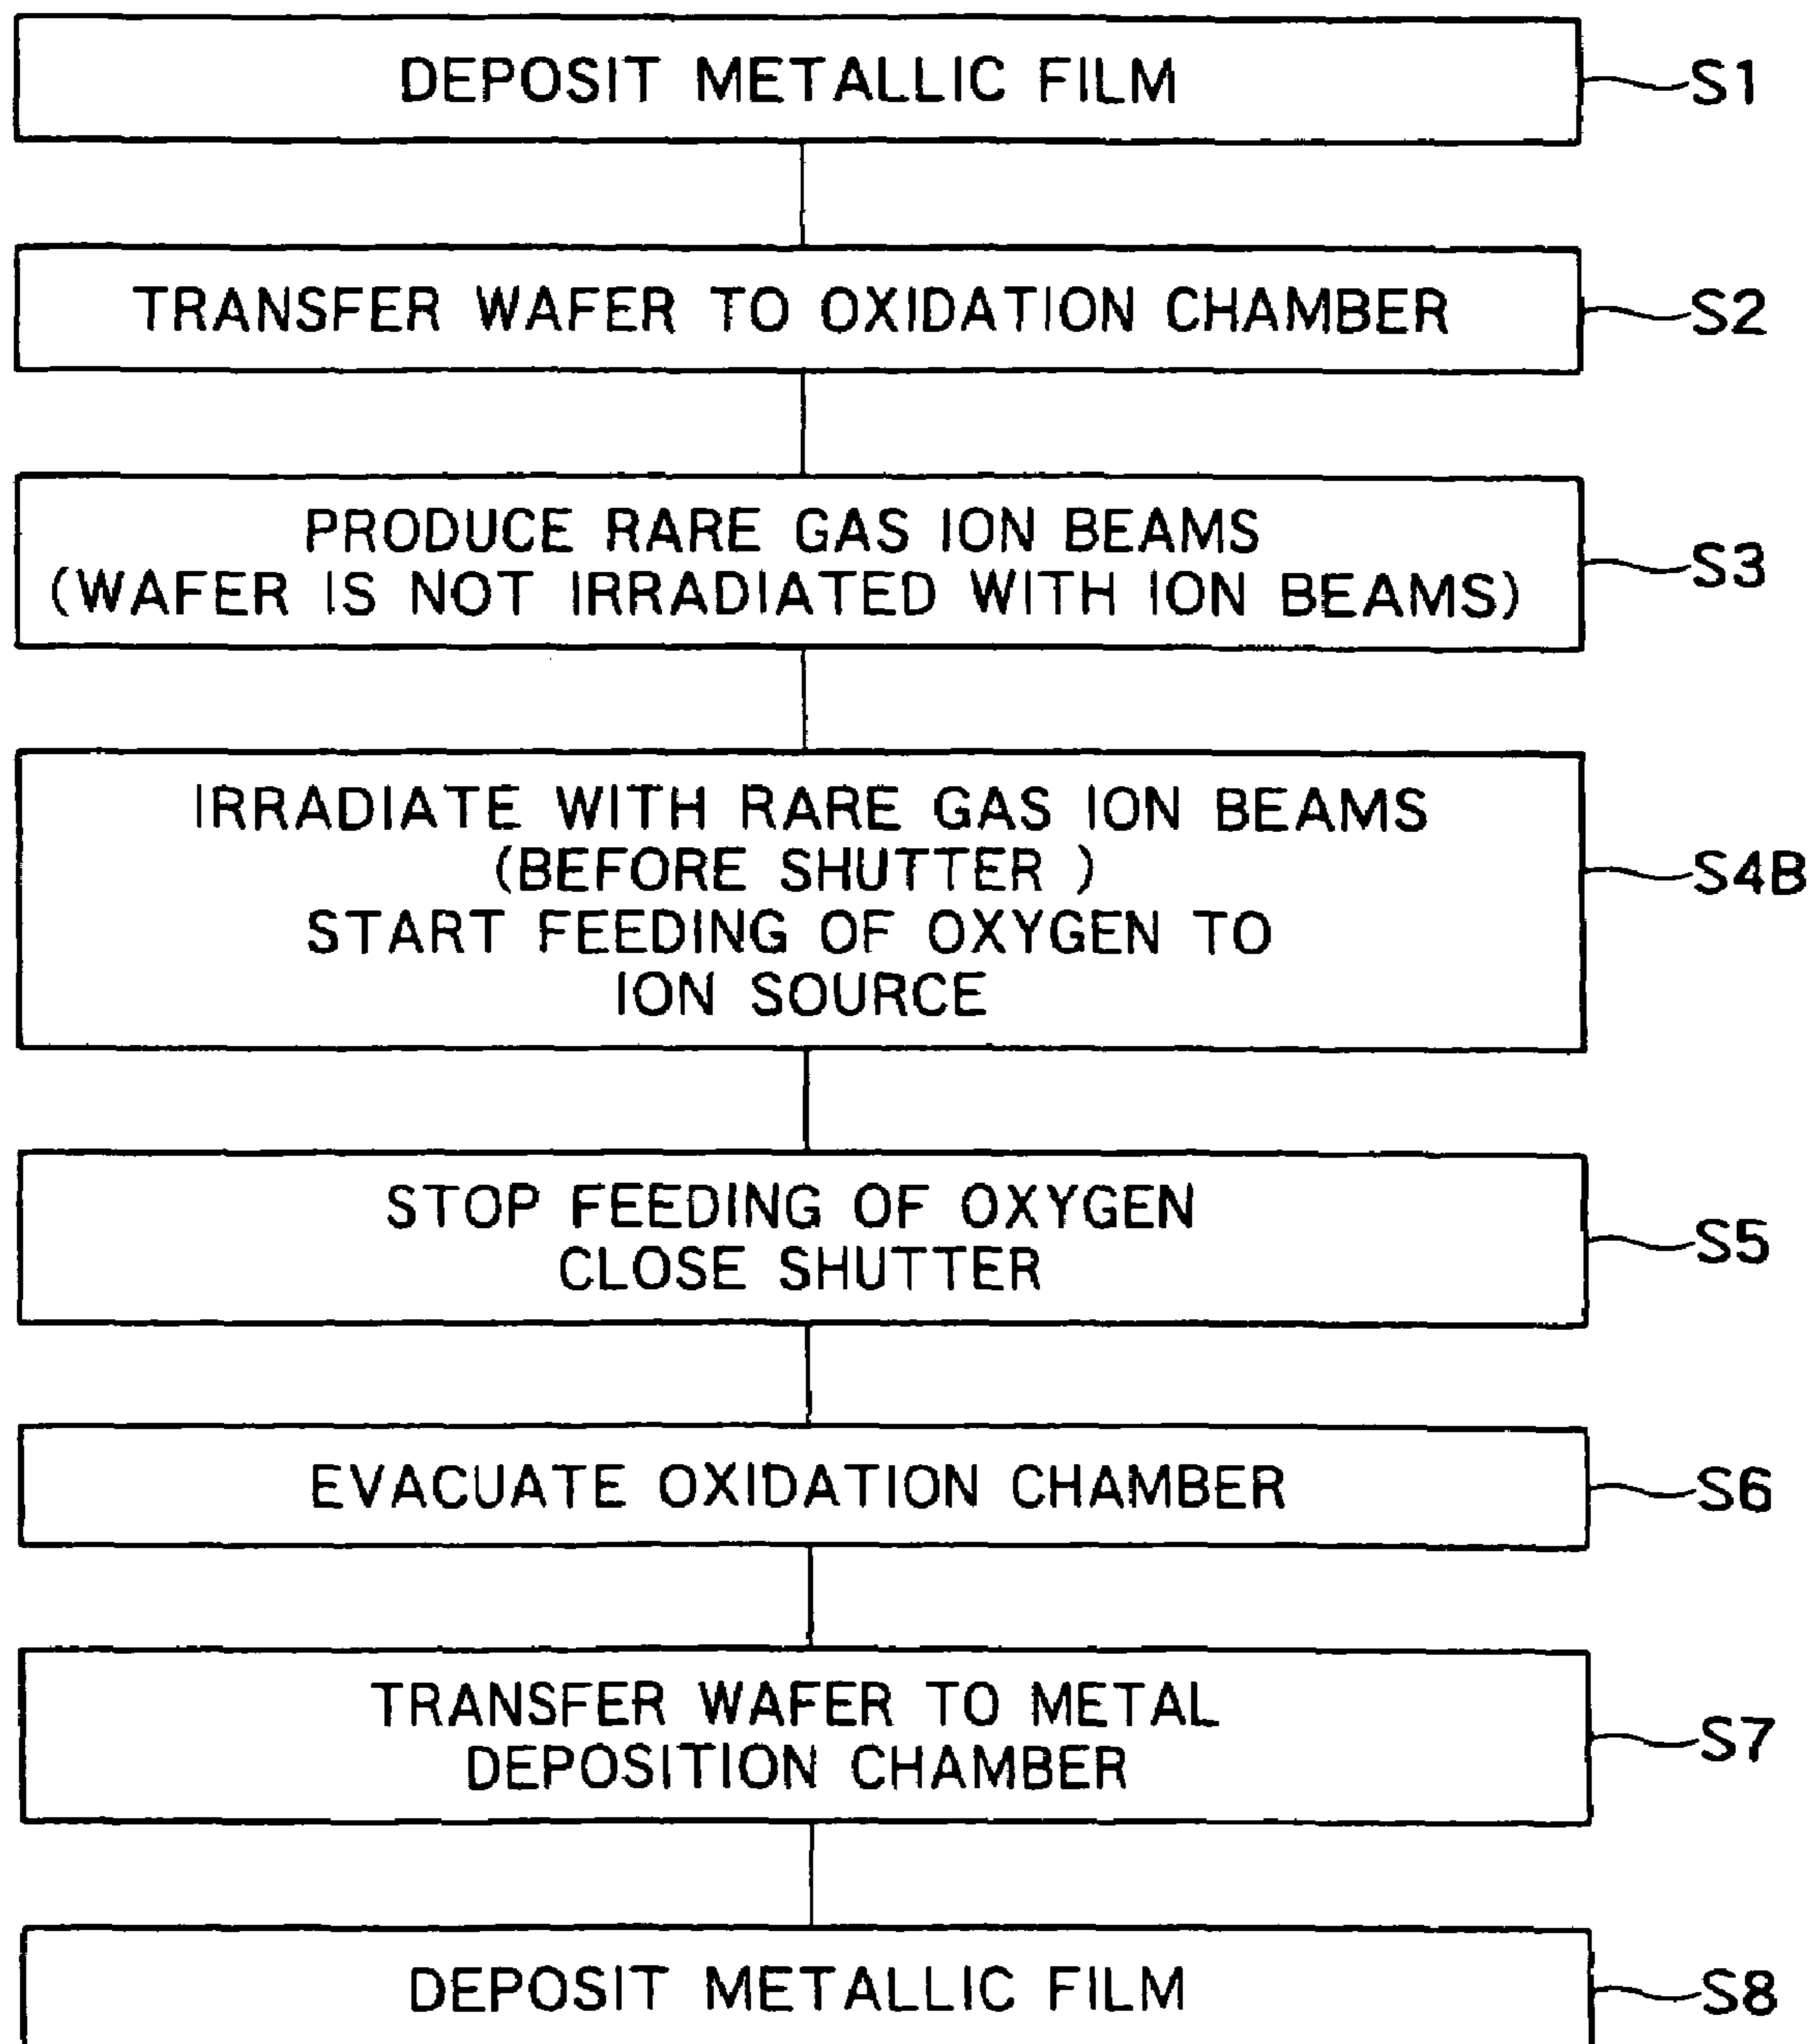 DEPOSIT METALLIC FILM
S1
TRANSFER WAFER TO OXIDATION CHAMBER
S2
PRODUCE RARE GAS ION BEAMS
(WAFER IS NOT IRRADIATED WITH ION BEAMS)
S3
IRRADIATE WITH RARE GAS ION BEAMS
(BEFORE SHUTTER )
START FEEDING OF OXYGEN TO
ION SOURCE
S4B
STOP FEEDING OF OXYGEN
CLOSE SHUTTER
S5
EVACUATE OXIDATION CHAMBER
S6
TRANSFER WAFER TO METAL
DEPOSITION CHAMBER
S7
DEPOSIT METALLIC FILM
S8